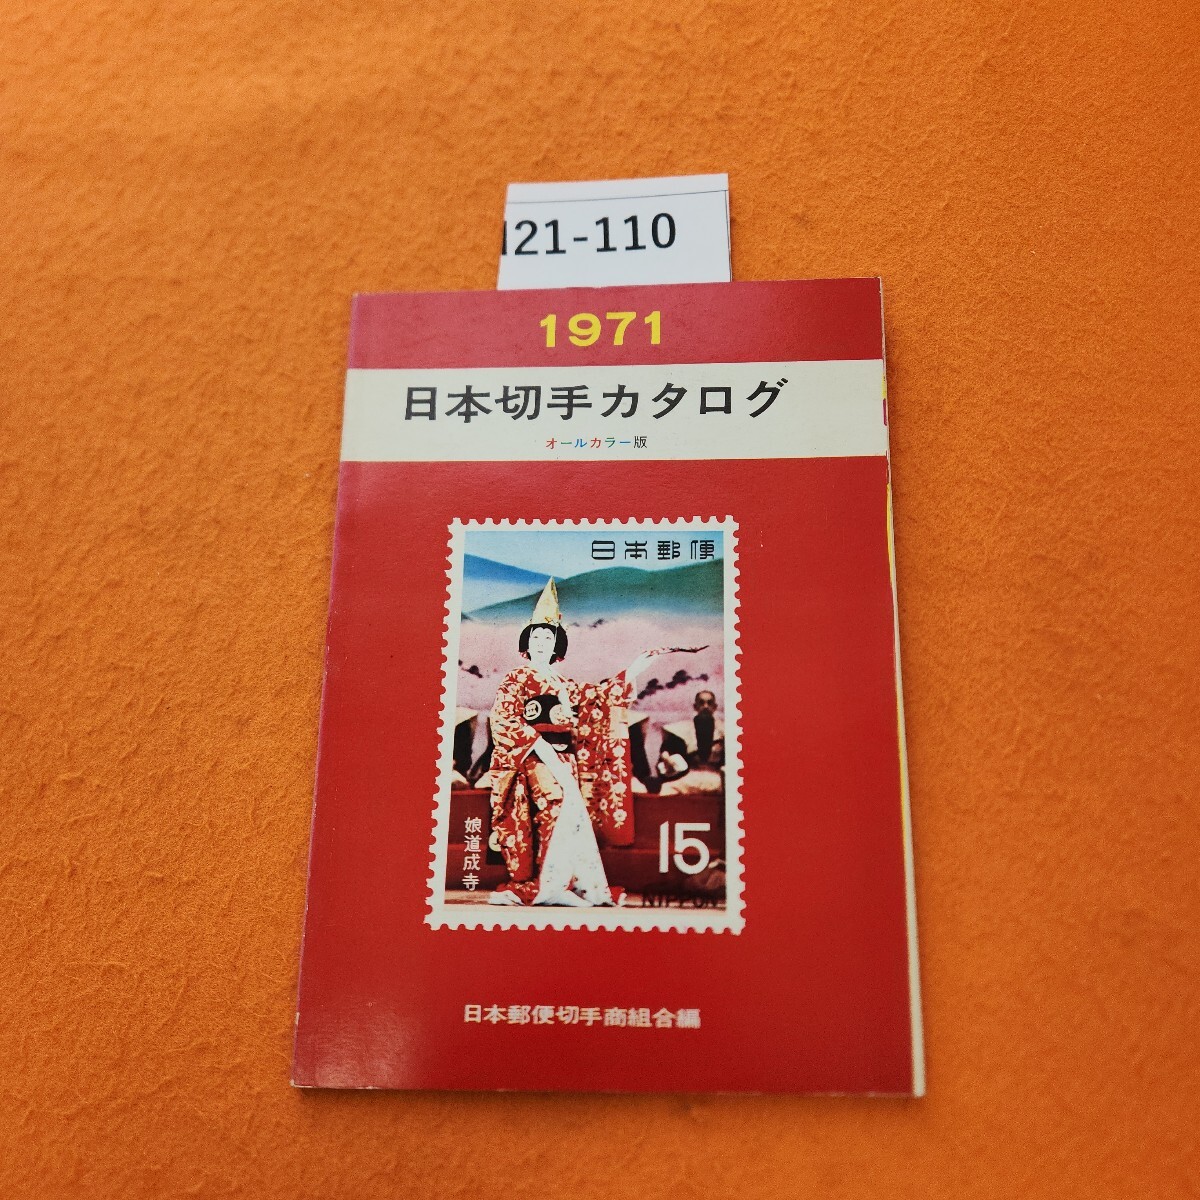 21-110
1971
日本切手カタログ
オールカラー版
日本郵便
娘道成寺
15
NIPPON
日本郵便切手商組合編